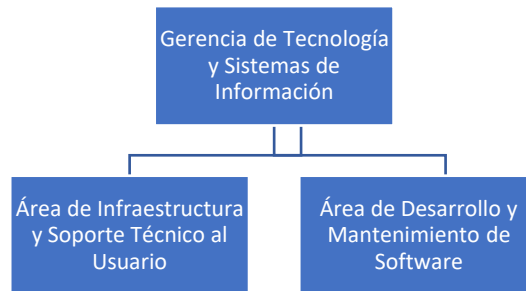 Gerencia de Tecnología
y Sistemas de
Información
Área de Infraestructura
y Soporte Técnico al
Usuario
Área de Desarrollo y
Mantenimiento de
Software